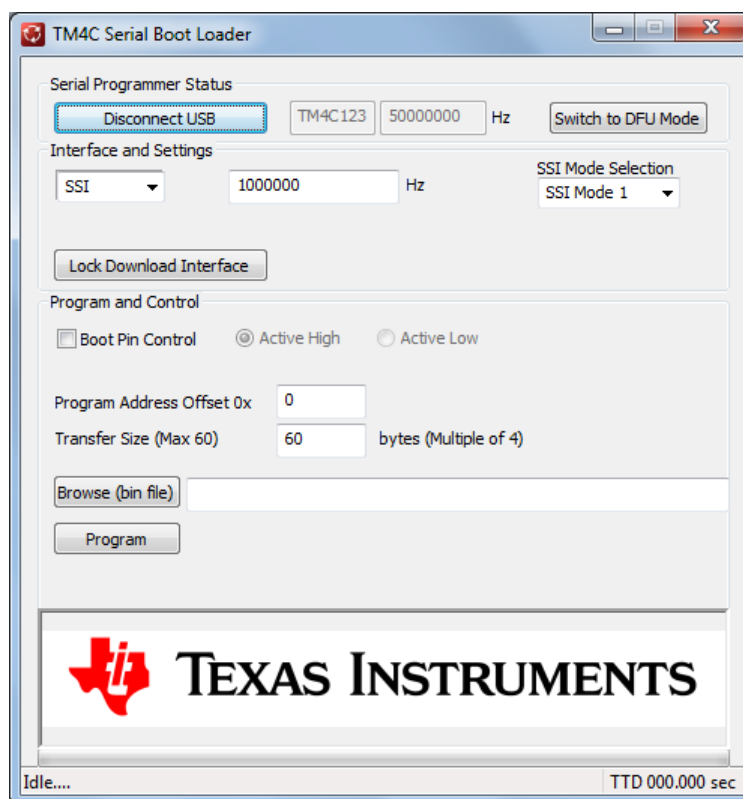 TM4C Serial Boot Loader
Serial Programmer Status
Disconnect USB TM4C123 50000000 Hz Switch to DFU Mode
Interface and Settings
SSI Mode Selection
SSI 1000000 Hz SSI Mode 1
Lock Download Interface
Program and Control
Boot Pin Control Active High Active Low
Program Address Offset 0x 0
Transfer Size (Max 60) 60 bytes (Multiple of 4)
Browse (bin file)
Program
TEXAS INSTRUMENTS
Idle.... TTD 000.000 sec